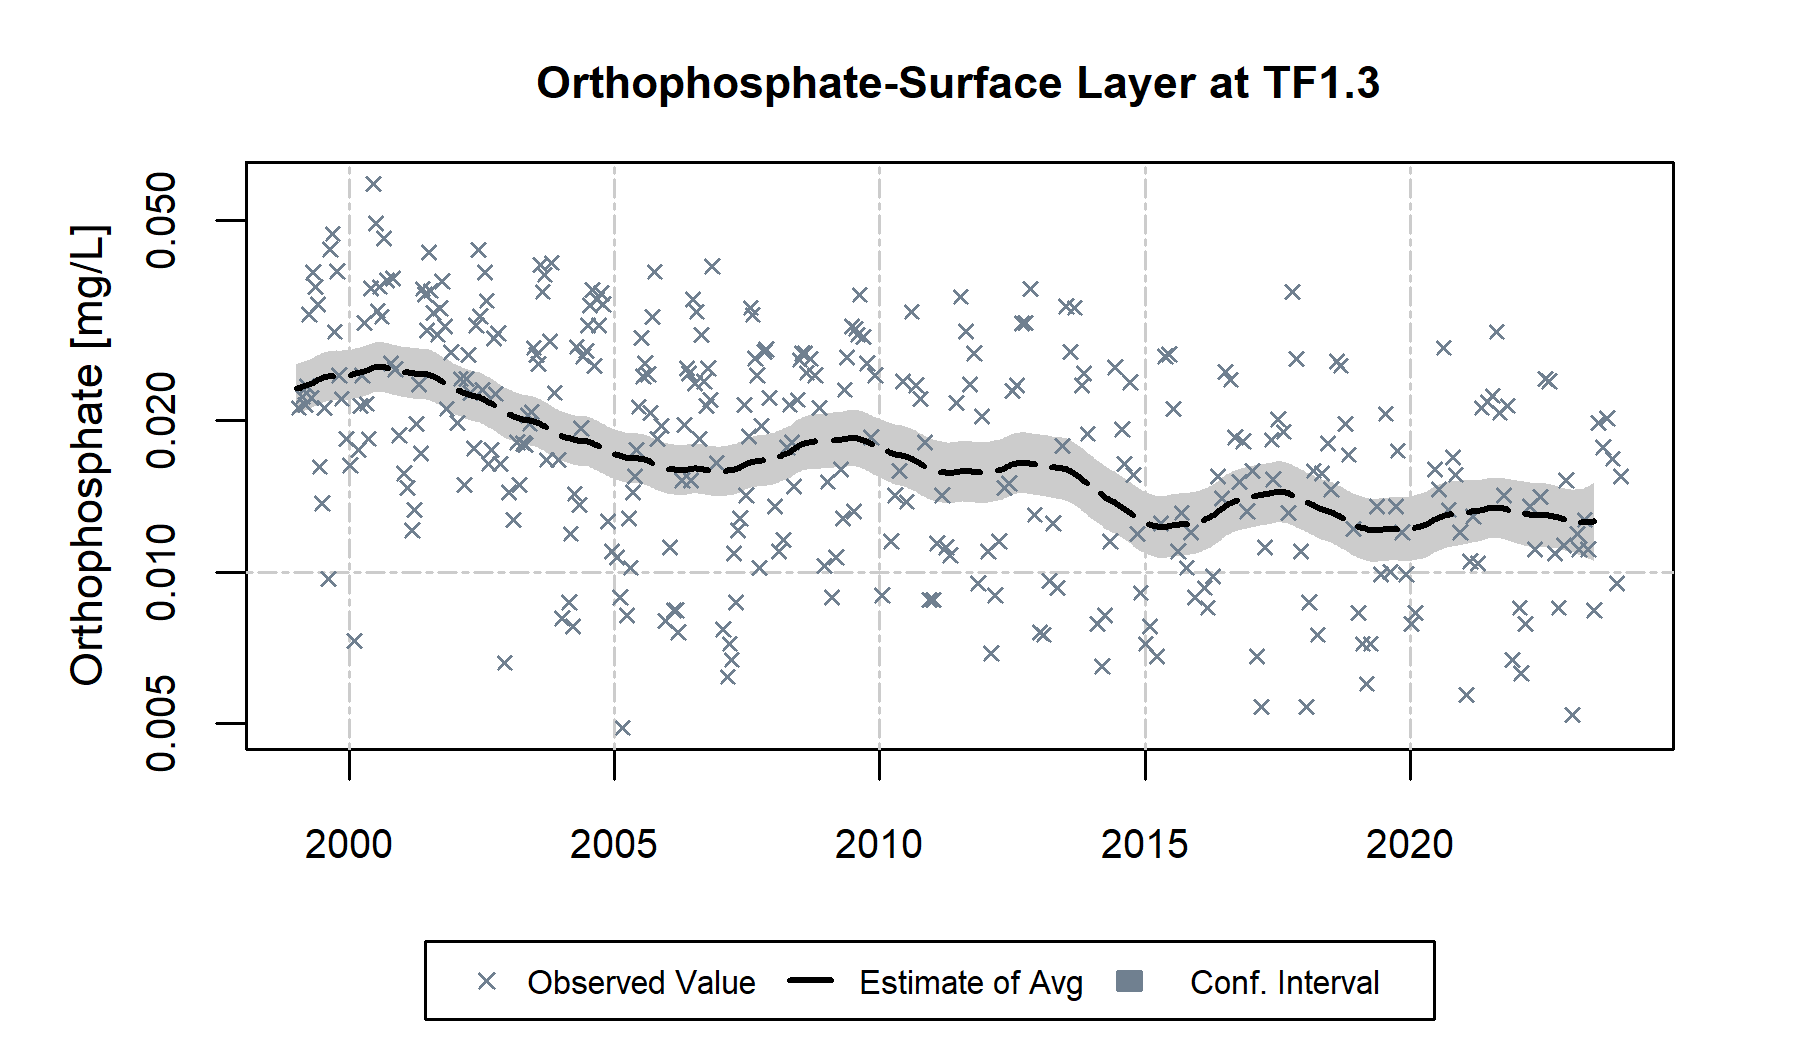 Orthophosphate-Surface Layer at TF1.3
Orthophosphate [mg/L]
0.050
0.020
0.010
0.005
2000 2005 2010 2015 2020
Observed Value Estimate of Avg Conf. Interval